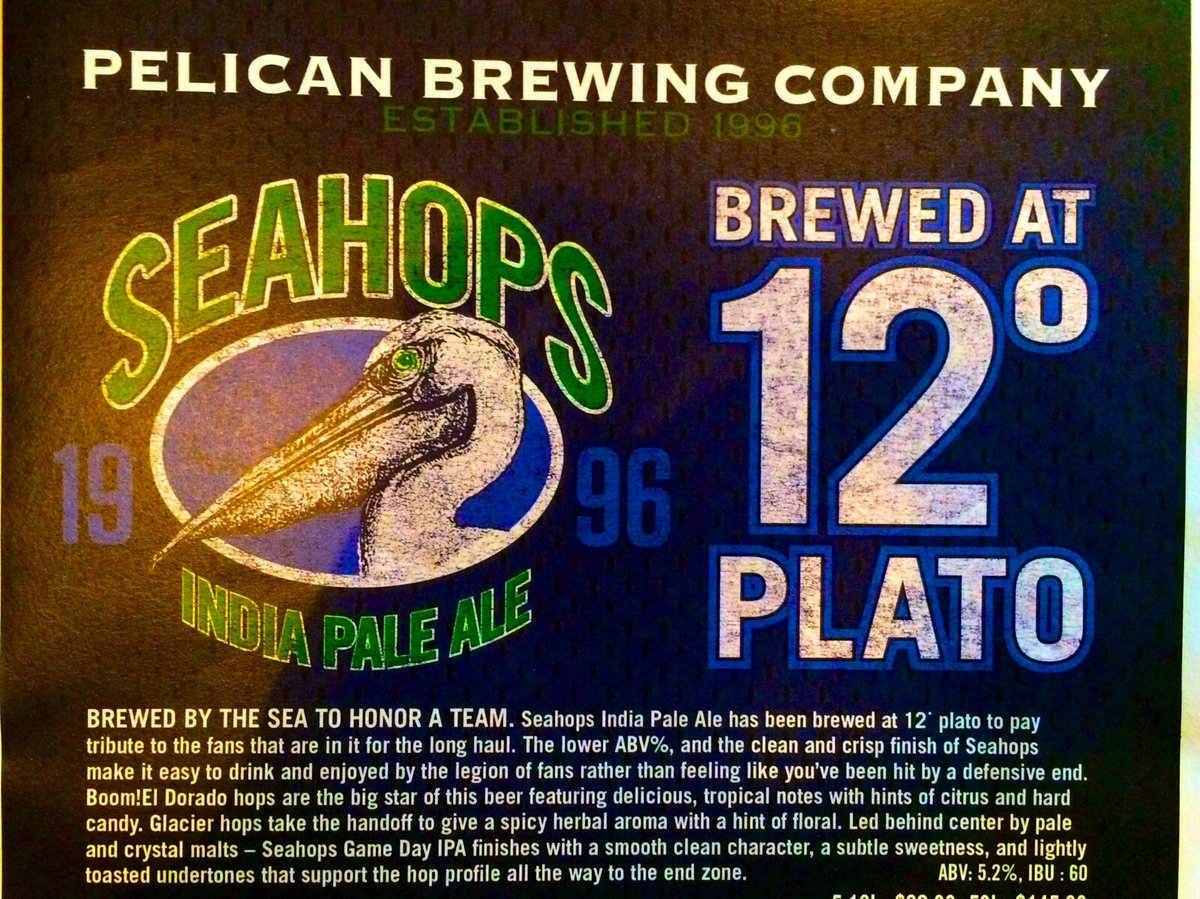 PELICAN BREWING COMPANY
ESTABLISHED 1996
SEAHOPS
19 96
INDIA PALE ALE
BREWED AT
12°
PLATO
BREWED BY THE SEA TO HONOR A TEAM. Seahops India Pale Ale has been brewed at 12° plato to pay
tribute to the fans that are in it for the long haul. The lower ABV%, and the clean and crisp finish of Seahops
make it easy to drink and enjoyed by the legion of fans rather than feeling like you've been hit by a defensive end.
Boom!El Dorado hops are the big star of this beer featuring delicious, tropical notes with hints of citrus and hard
candy. Glacier hops take the handoff to give a spicy herbal aroma with a hint of floral. Led behind center by pale
and crystal malts – Seahops Game Day IPA finishes with a smooth clean character, a subtle sweetness, and lightly
toasted undertones that support the hop profile all the way to the end zone.
ABV: 5.2%, IBU : 60